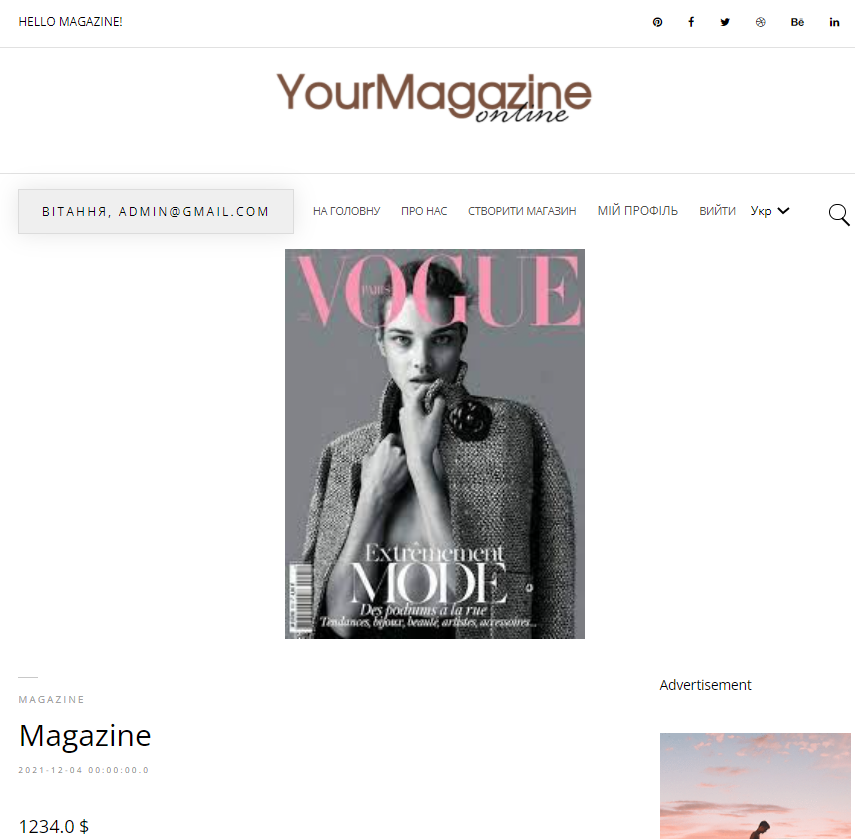 HELLO MAGAZINE!
Bē
in
YourMagazine
online
ВІТАННЯ, ADMIN@GMAIL.COM
НА ГОЛОВНУ
ПРО НАС
СТВОРИТИ МАГАЗИН
МІЙ ПРОФІЛЬ
ВИЙТИ
Укр
VOGUE
PARIS
Extrêmement
MODE
Des podiums à la rue
Tendances, bijoux, beauté, artistes, accessoires...
MAGAZINE
Magazine
2021-12-04 00:00:00.0
1234.0 $
Advertisement